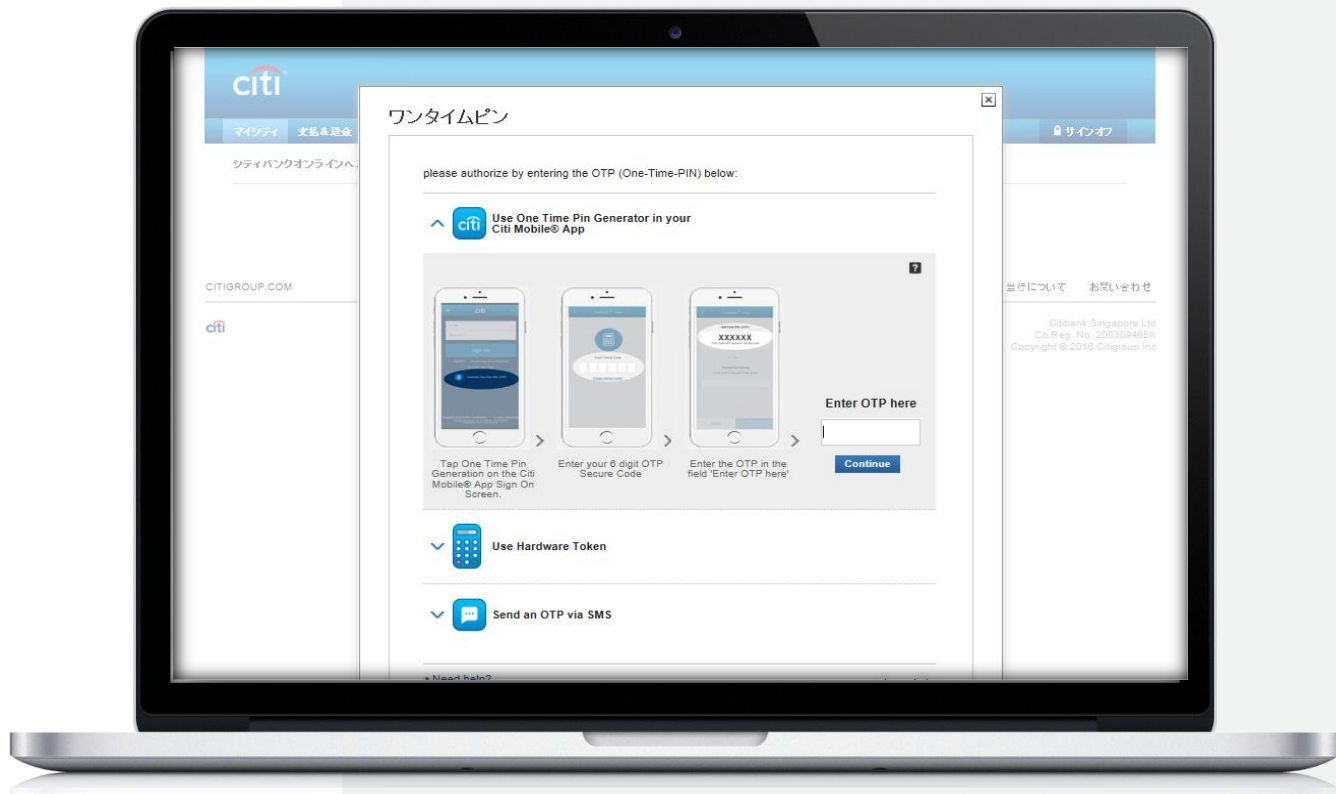 citi
ワンタイムピン
マイシティ 支払&送金
サインオフ
シティバンクオンラインへ
please authorize by entering the OTP (One-Time-PIN) below:
citi
Use One Time Pin Generator in your
Citi Mobile® App
?
CITIGROUP.COM
当行について お問い合わせ
citi
Citibank Singapore Ltd
Co.Reg. No. 200309485K
Copyright © 2016 Citigroup Inc
XXXXXX
Enter OTP here
Continue
Tap One Time Pin
Generation on the Citi
Mobile® App Sign On
Screen.
Enter your 6 digit OTP
Secure Code
Enter the OTP in the
field 'Enter OTP here'
Use Hardware Token
Send an OTP via SMS
Need help?